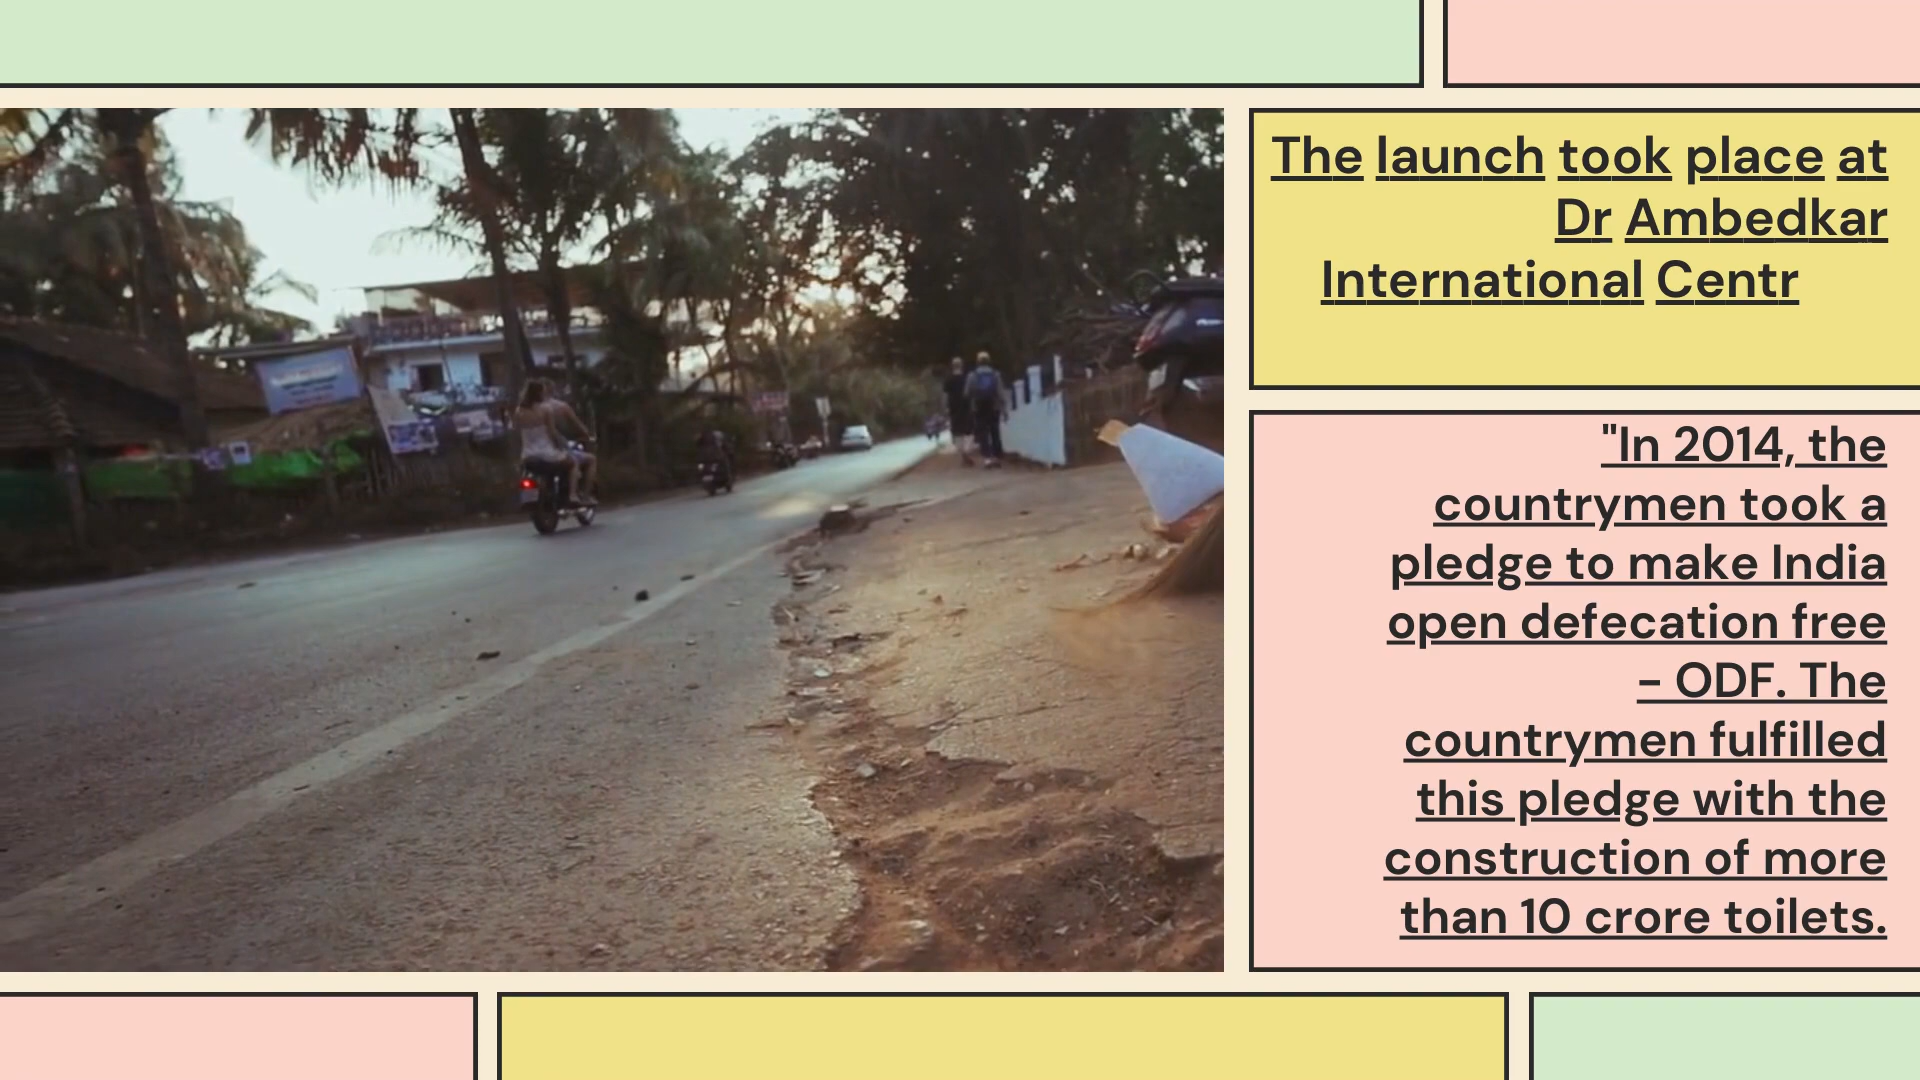 The launch took place at
Dr Ambedkar
International Centr
"In 2014, the
countrymen took a
pledge to make India
open defecation free
– ODF. The
countrymen fulfilled
this pledge with the
construction of more
than 10 crore toilets.